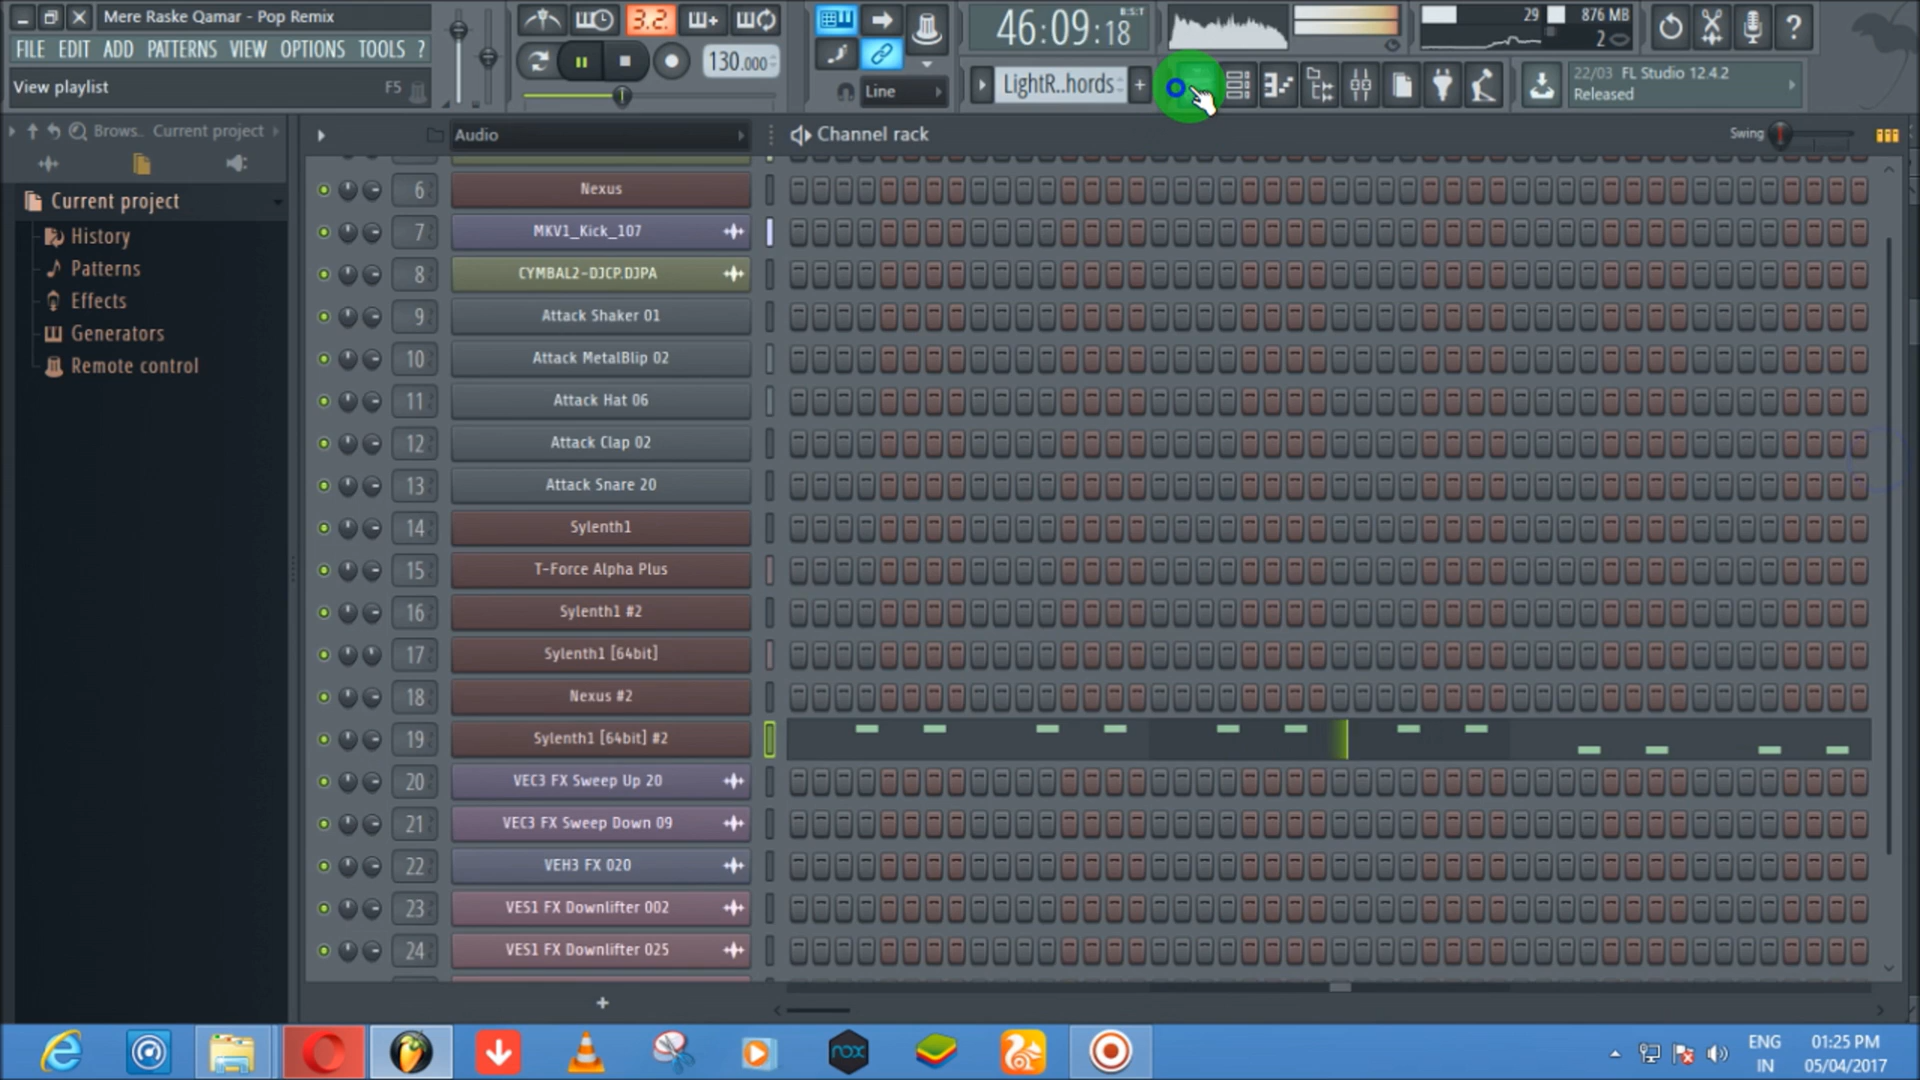 Mere Raske Qamar - Pop Remix
FILE EDIT ADD PATTERNS VIEW OPTIONS TOOLS ?
View playlist F5
3.2.
130.000
Line
46:09:18
B:S:T
LightR..hords
29
876 MB
2
22/03 FL Studio 12.4.2
Released
Brows.. Current project
Current project
History
Patterns
Effects
Generators
Remote control
Audio
Channel rack
Swing
6 Nexus
7 MKV1_Kick_107
8 CYMBAL2-DJCP.DJPA
9 Attack Shaker 01
10 Attack MetalBlip 02
11 Attack Hat 06
12 Attack Clap 02
13 Attack Snare 20
14 Sylenth1
15 T-Force Alpha Plus
16 Sylenth1 #2
17 Sylenth1 [64bit]
18 Nexus #2
19 Sylenth1 [64bit] #2
20 VEC3 FX Sweep Up 20
21 VEC3 FX Sweep Down 09
22 VEH3 FX 020
23 VES1 FX Downlifter 002
24 VES1 FX Downlifter 025
nox
ENG
IN
01:25 PM
05/04/2017